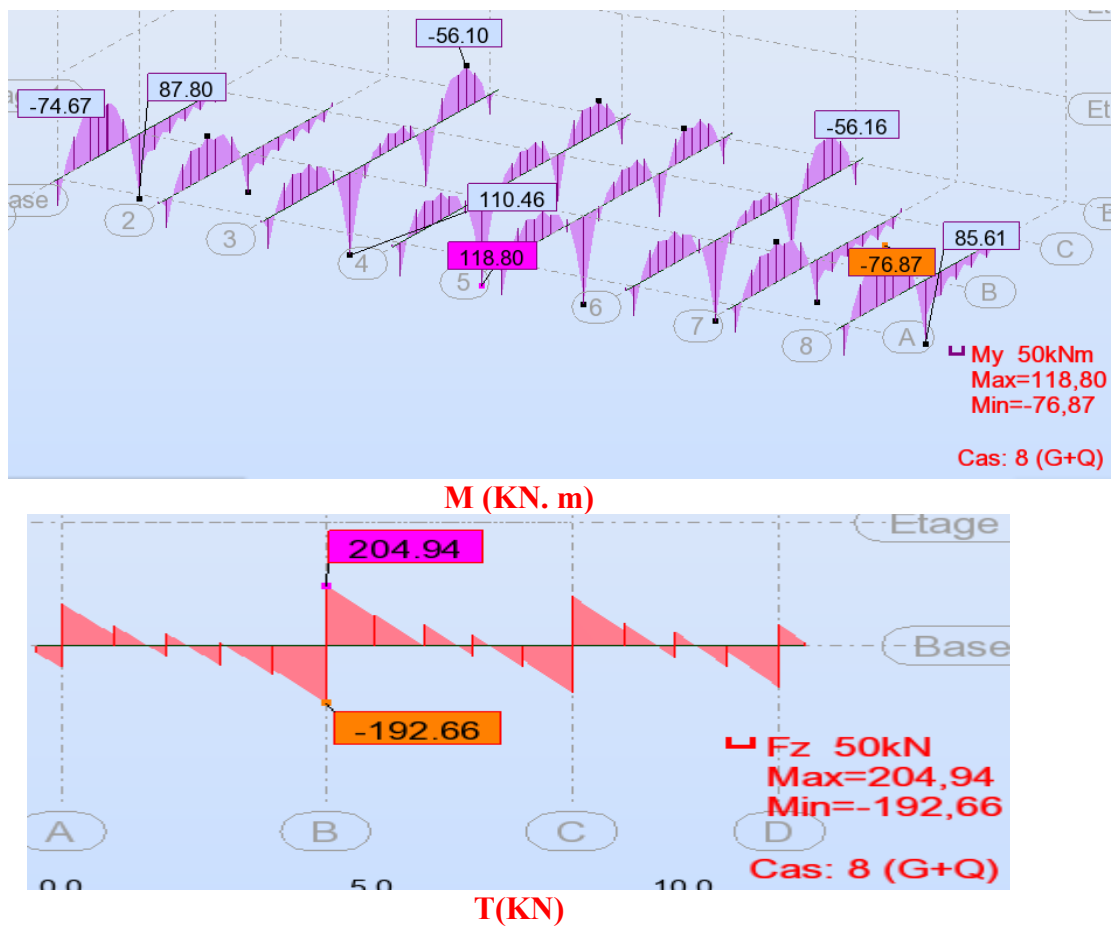 -56.10
87.80
-74.67
Et
-56.16
ase
2
110.46
B
3
C
85.61
4
118.80
-76.87
5
B
6
7
A
8
My 50kNm
Max=118,80
Min=-76,87
Cas: 8 (G+Q)
M (KN. m)
Etage
204.94
Base
-192.66
Fz 50kN
Max=204,94
Min=-192,66
A B C D
Cas: 8 (G+Q)
0.0 5.0 10.0
T(KN)